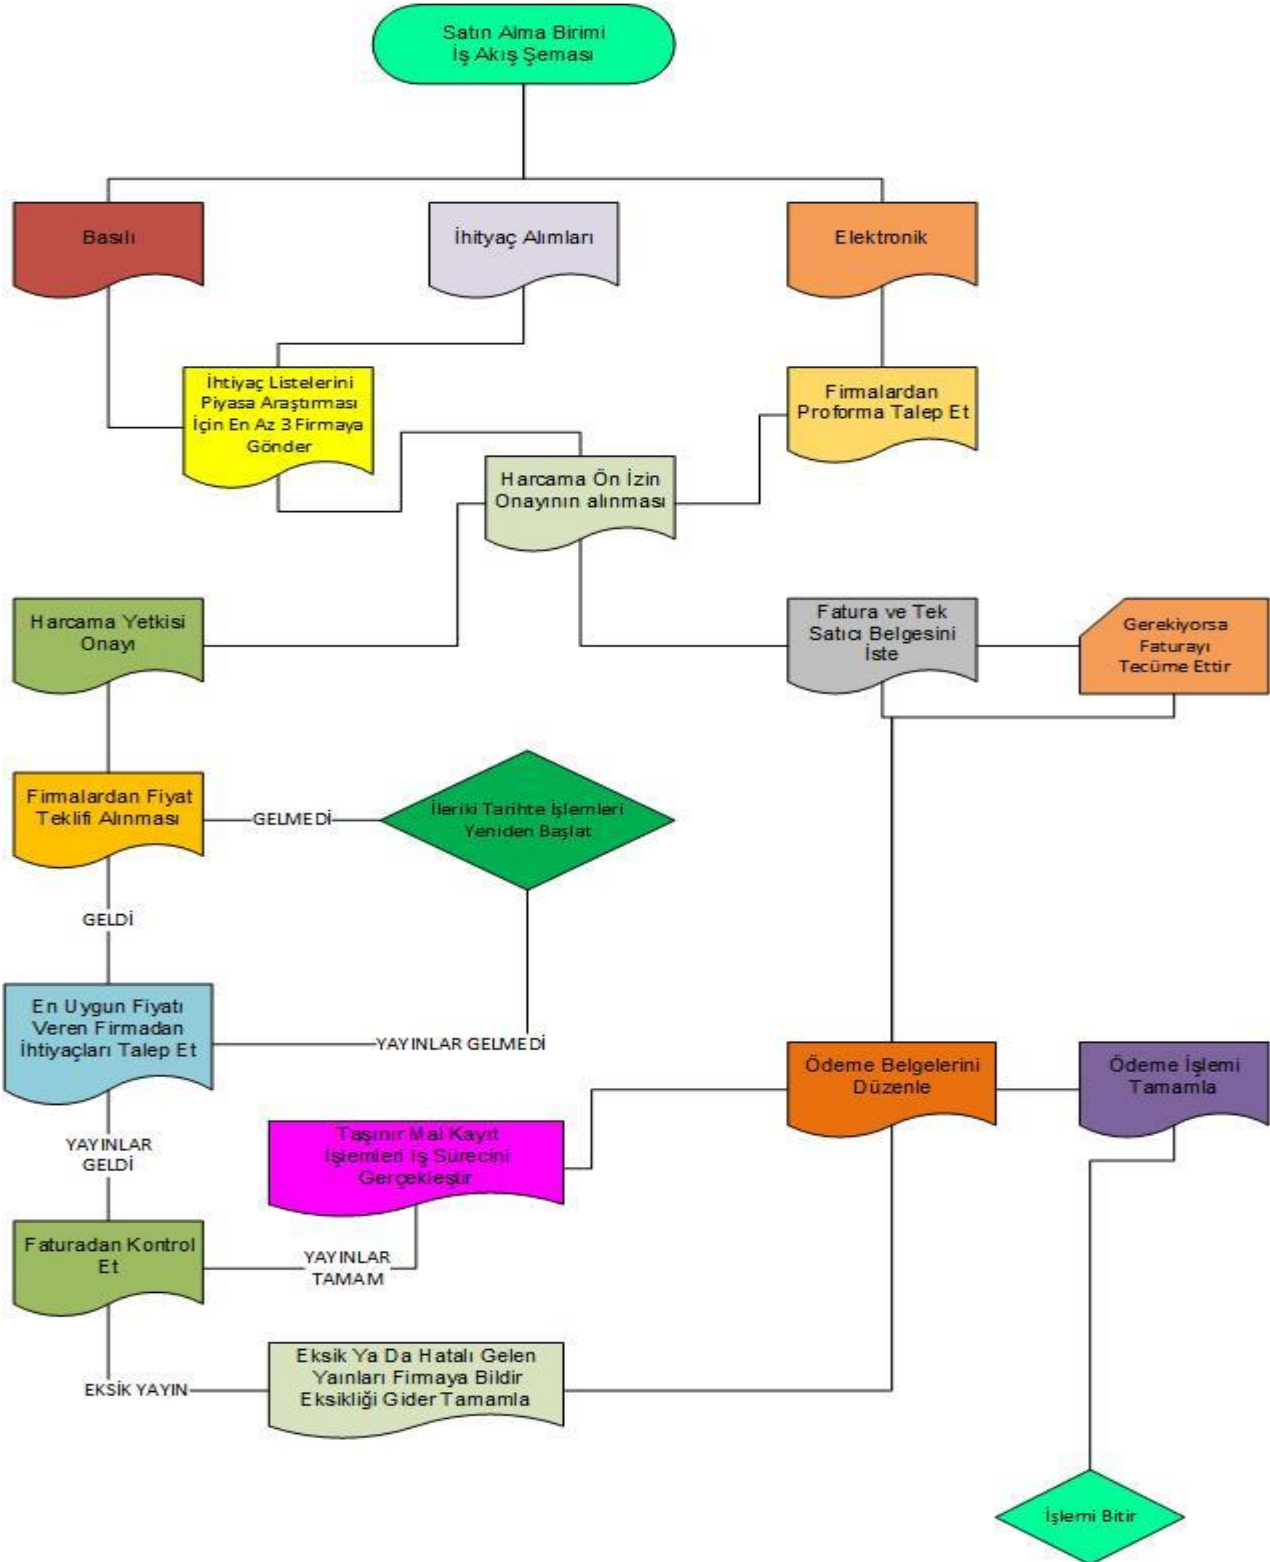 Satın Alma Birimi
İş Akış Şeması
Basılı
İhityaç Alımları
Elektronik
İhtiyaç Listelerini
Piyasa Araştırması
İçin En Az 3 Firmaya
Gönder
Firmalardan
Proforma Talep Et
Harcama Ön İzin
Onayının alınması
Harcama Yetkisi
Onayı
Fatura ve Tek
Satıcı Belgesini
İste
Gerekiyorsa
Faturayı
Tecüme Ettir
Firmalardan Fiyat
Teklifi Alınması
GELMEDİ
İleriki Tarihte İşlemleri
Yeniden Başlat
GELDİ
En Uygun Fiyatı
Veren Firmadan
İhtiyaçları Talep Et
YAYINLAR GELMEDİ
Ödeme Belgelerini
Düzenle
Ödeme İşlemi
Tamamla
YAYINLAR
GELDİ
Taşınır Mal Kayıt
İşlemleri İş Sürecini
Gerçekleştir
Faturadan Kontrol
Et
YAYINLAR
TAMAM
EKSİK YAYIN
Eksik Ya Da Hatalı Gelen
Yaınları Firmaya Bildir
Eksikliği Gider Tamamla
İşlemi Bitir